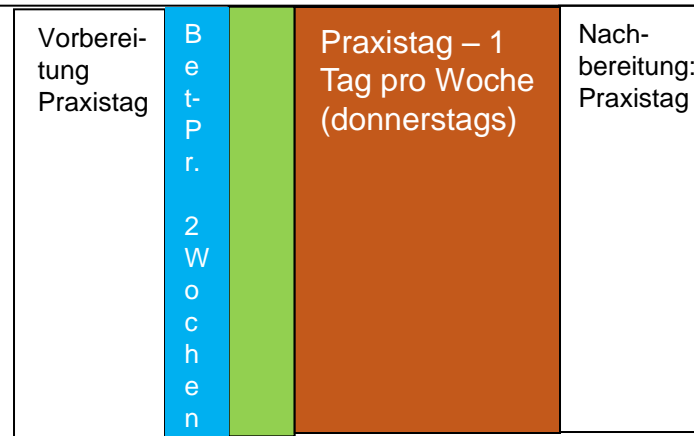 Vorberei-
tung
Praxistag
B
e
t-
P
r.
2
W
o
c
h
e
n
Praxistag – 1
Tag pro Woche
(donnerstags)
Nach-
bereitung:
Praxistag